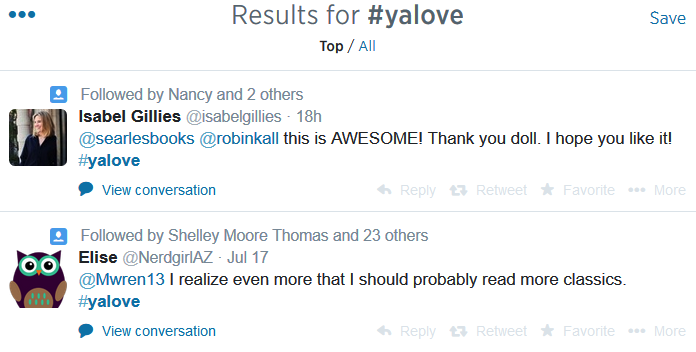 ••• Results for #yalove Save
Top / All
Followed by Nancy and 2 others
Isabel Gillies @isabelgillies · 18h
@searlesbooks @robinkall this is AWESOME! Thank you doll. I hope you like it!
#yalove
View conversation Reply Retweet Favorite ••• More
Followed by Shelley Moore Thomas and 23 others
Elise @NerdgirlAZ · Jul 17
@Mwren13 I realize even more that I should probably read more classics.
#yalove
View conversation Reply Retweet Favorite ••• More